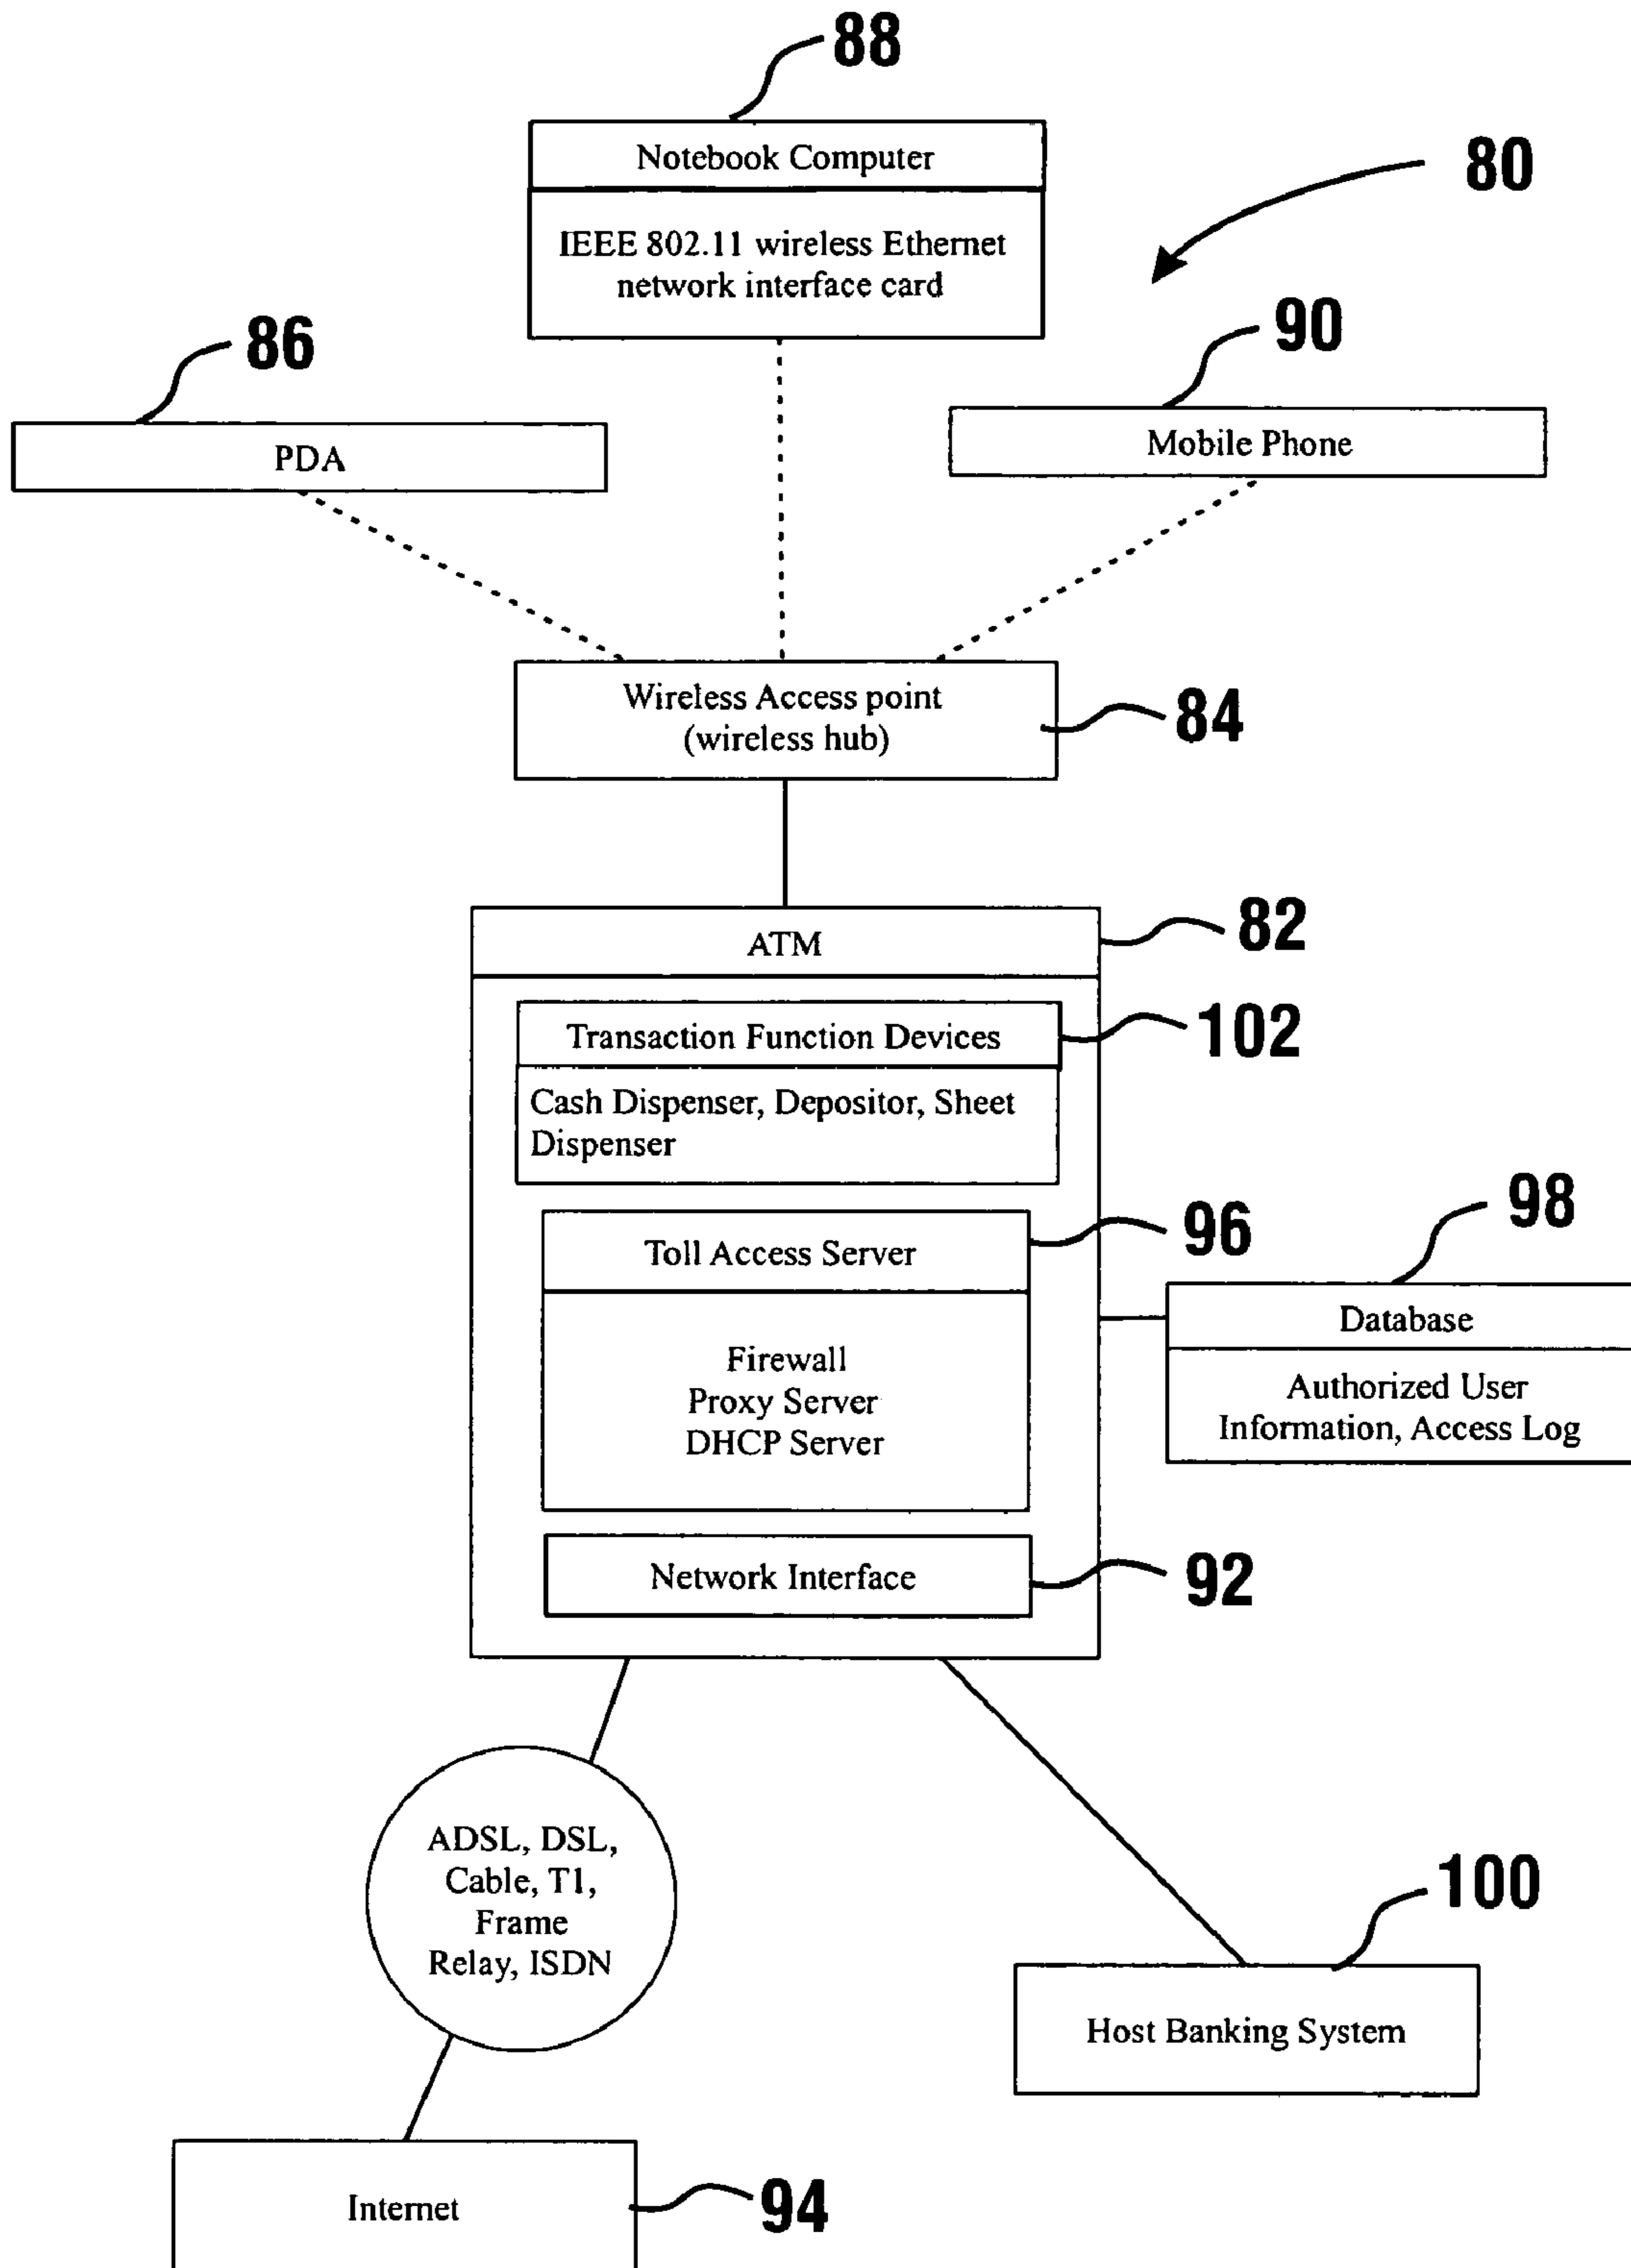 88
Notebook Computer
80
IEEE 802.11 wireless Ethernet
network interface card
90
86
Mobile Phone
PDA
Wireless Access point
(wireless hub)
84
ATM
82
Transaction Function Devices
102
Cash Dispenser, Depositor, Sheet
Dispenser
96
98
Toll Access Server
Database
Firewall
Proxy Server
DHCP Server
Authorized User
Information, Access Log
Network Interface
92
ADSL, DSL,
Cable, T1,
Frame
Relay, ISDN
100
Host Banking System
Internet
94